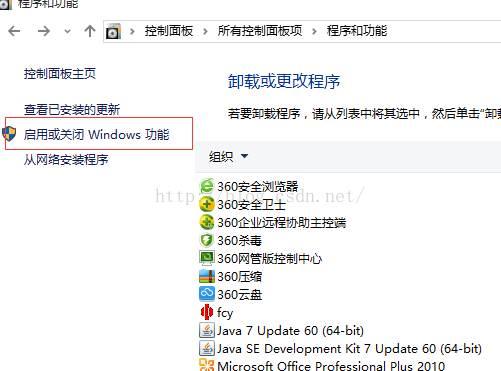 程序和功能
控制面板 > 所有控制面板项 > 程序和功能
控制面板主页
查看已安装的更新
启用或关闭 Windows 功能
从网络安装程序
卸载或更改程序
若要卸载程序，请从列表中将其选中，然后单击"卸载
组织
360安全浏览器
360安全卫士
360企业远程协助主控端
360杀毒
360网管版控制中心
360压缩
360云盘
fcy
Java 7 Update 60 (64-bit)
Java SE Development Kit 7 Update 60 (64-bit)
Microsoft Office Professional Plus 2010
http://blog.csdn.net/